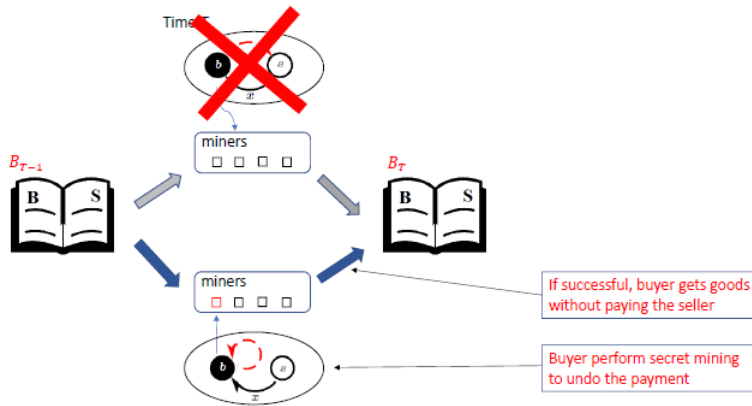 Time T
b
s
x
miners
B_{T-1}
B_T
B S
B S
miners
If successful, buyer gets goods
without paying the seller
b
s
x
Buyer perform secret mining
to undo the payment